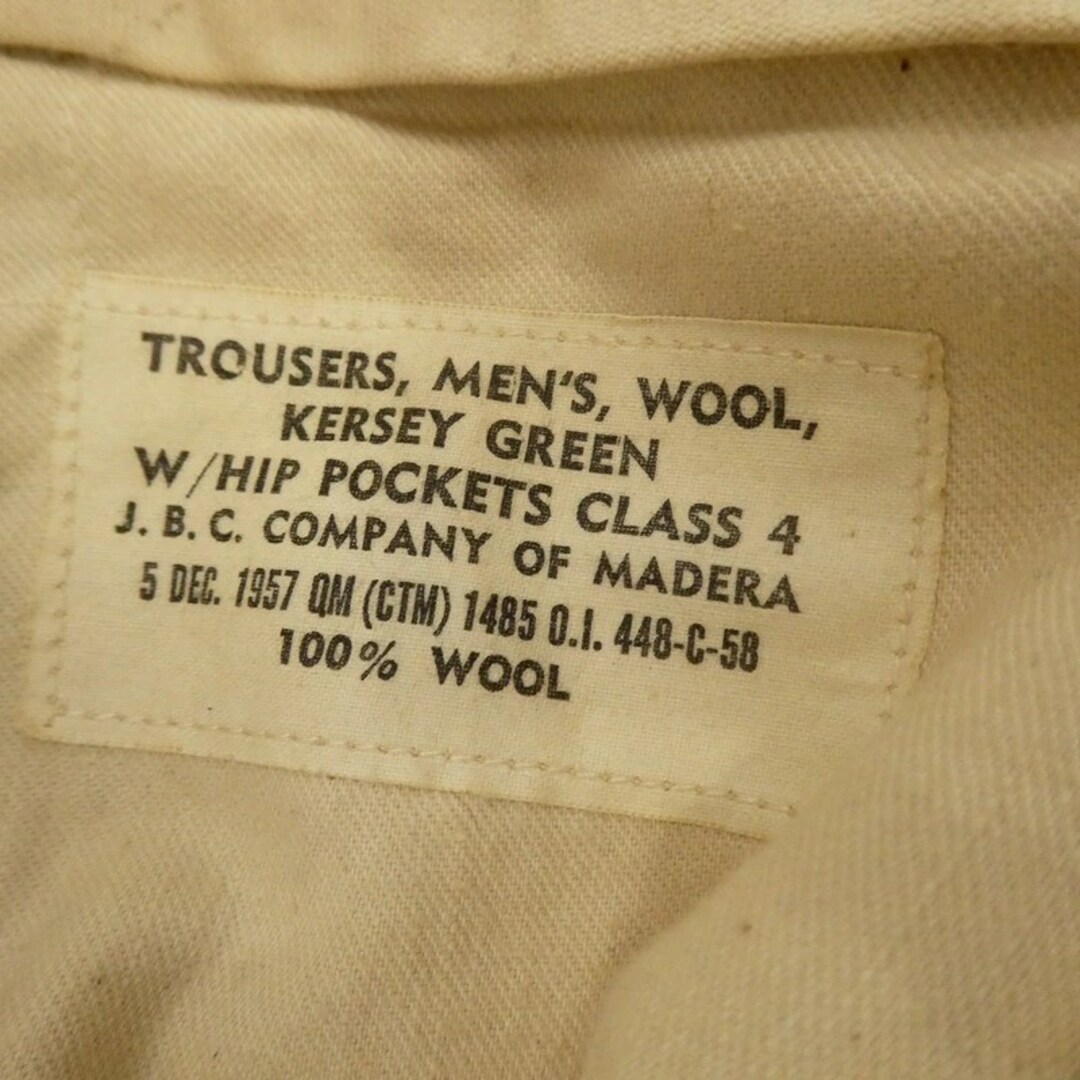 TROUSERS, MEN'S, WOOL,
KERSEY GREEN
W/HIP POCKETS CLASS 4
J. B. C. COMPANY OF MADERA
5 DEC. 1957 QM (CTM) 1485 O.I. 448-C-58
100% WOOL